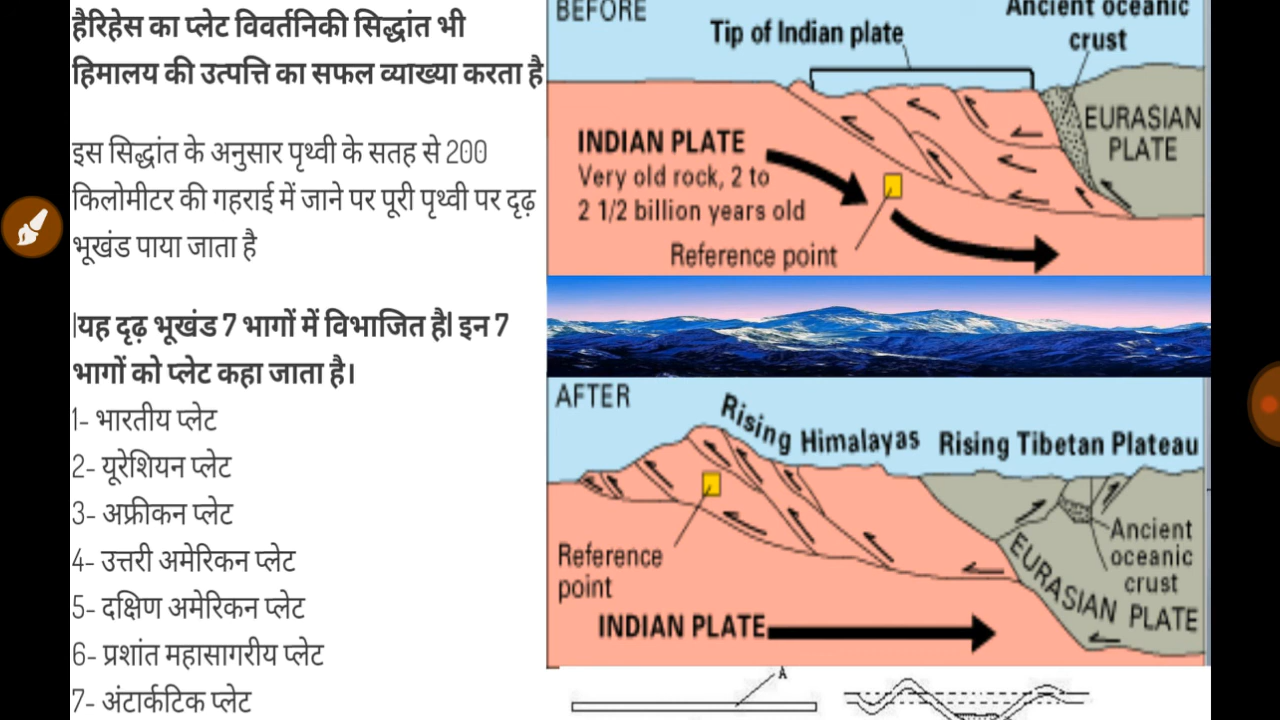 हैरिहेस का प्लेट विवर्तनिकी सिद्धांत भी
हिमालय की उत्पत्ति का सफल व्याख्या करता है
इस सिद्धांत के अनुसार पृथ्वी के सतह से 200
किलोमीटर की गहराई में जाने पर पूरी पृथ्वी पर दृढ़
भूखंड पाया जाता है
|यह दृढ़ भूखंड 7 भागों में विभाजित है| इन 7
भागों को प्लेट कहा जाता है।
1- भारतीय प्लेट
2- यूरेशियन प्लेट
3- अफ्रीकन प्लेट
4- उत्तरी अमेरिकन प्लेट
5- दक्षिण अमेरिकन प्लेट
6- प्रशांत महासागरीय प्लेट
7- अंटार्कटिक प्लेट
BEFORE
Tip of Indian plate
Ancient oceanic
crust
INDIAN PLATE
Very old rock, 2 to
2 1/2 billion years old
Reference point
EURASIAN
PLATE
AFTER
Rising Himalayas
Rising Tibetan Plateau
Reference
point
Ancient
oceanic
crust
EURASIAN PLATE
INDIAN PLATE
A